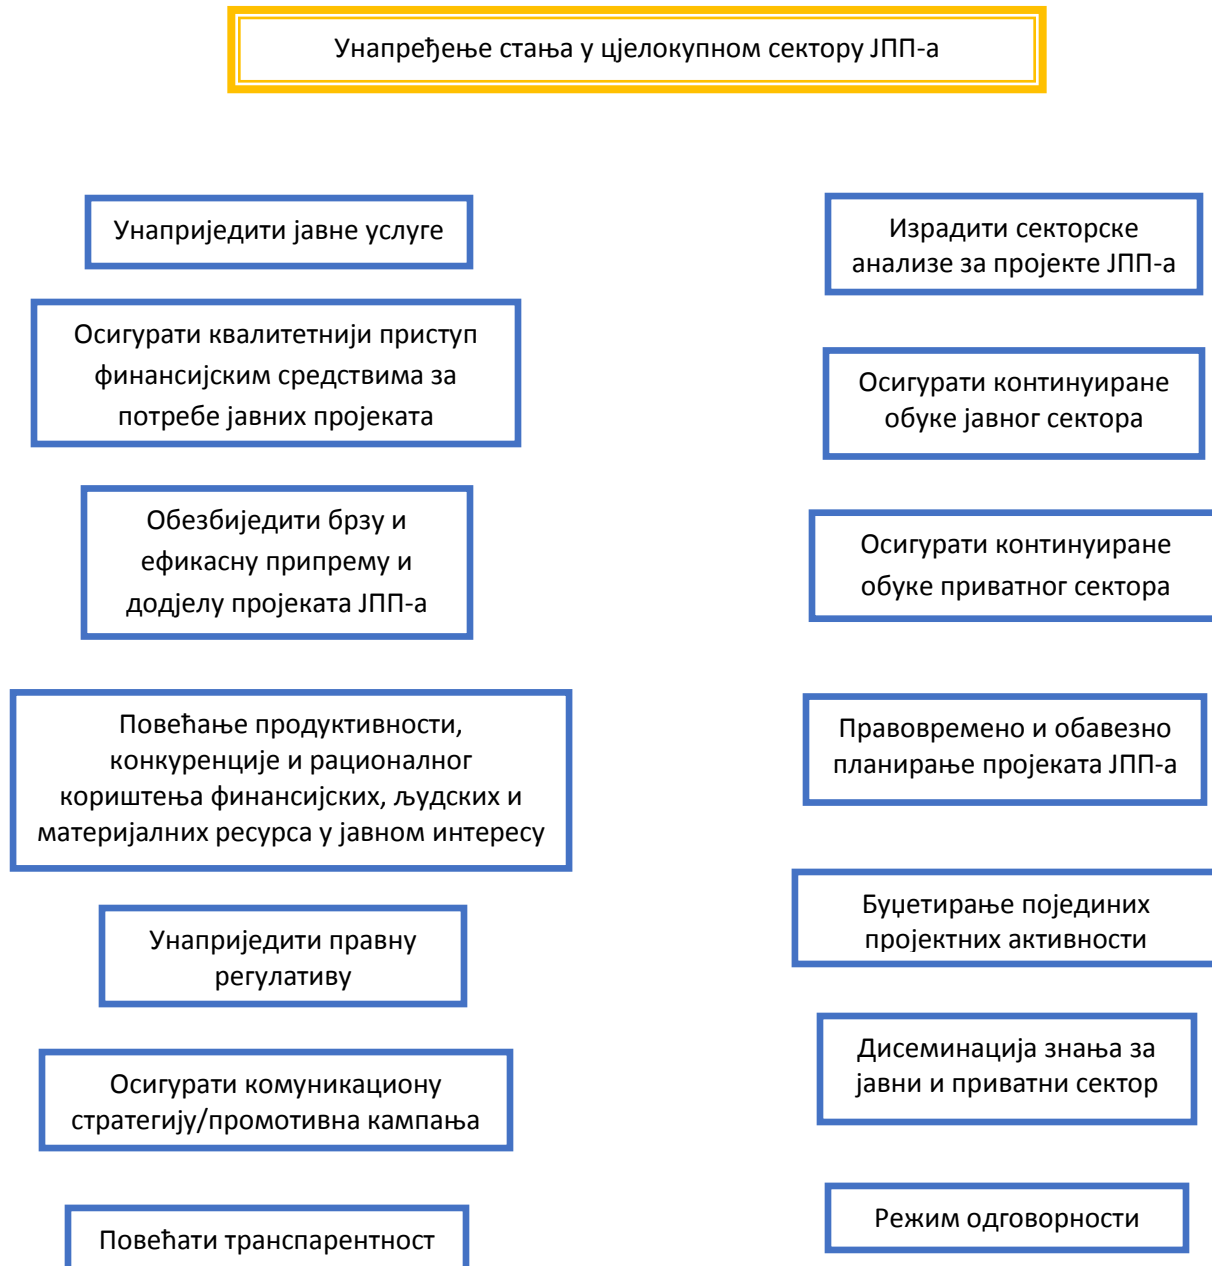 Унапређење стања у цјелокупном сектору ЈПП-а
Унаприједити јавне услуге
Осигурати квалитетнији приступ
финансијским средствима за
потребе јавних пројеката
Обезбиједити брзу и
ефикасну припрему и
додјелу пројеката ЈПП-а
Повећање продуктивности,
конкуренције и рационалног
кориштења финансијских, људских и
материјалних ресурса у јавном интересу
Унаприједити правну
регулативу
Осигурати комуникациону
стратегију/промотивна кампања
Повећати транспарентност
Израдити секторске
анализе за пројекте ЈПП-а
Осигурати континуиране
обуке јавног сектора
Осигурати континуиране
обуке приватног сектора
Правовремено и обавезно
планирање пројеката ЈПП-а
Буџетирање појединих
пројектних активности
Дисеминација знања за
јавни и приватни сектор
Режим одговорности